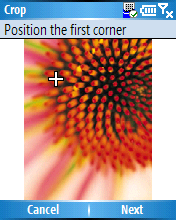 Crop
Position the first corner
Cancel
Next